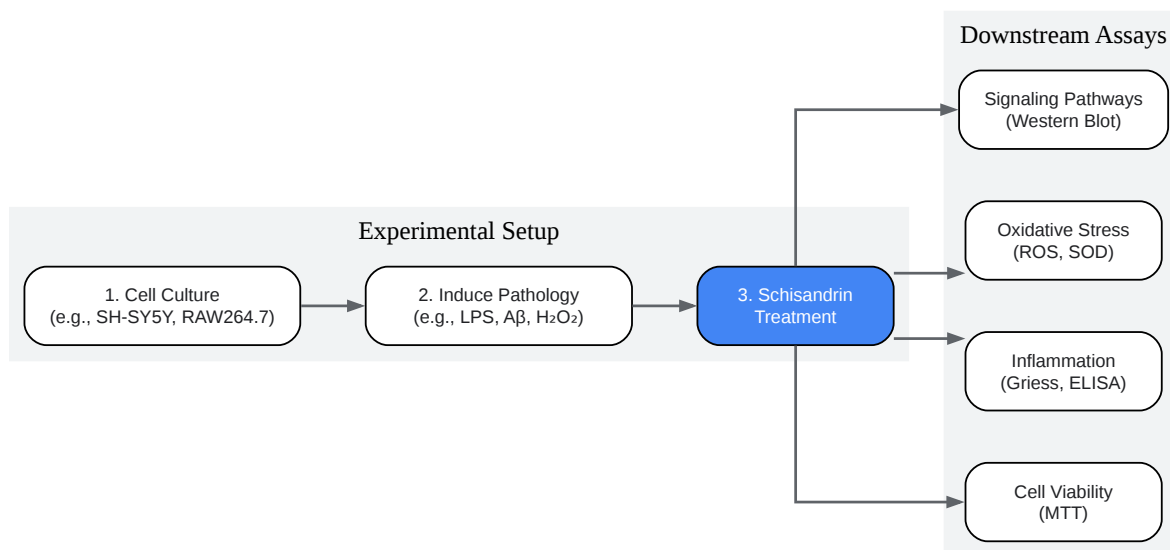 Experimental Setup
1. Cell Culture
(e.g., SH-SY5Y, RAW264.7)
2. Induce Pathology
(e.g., LPS, Aβ, H₂O₂)
3. Schisandrin
Treatment
Downstream Assays
Signaling Pathways
(Western Blot)
Oxidative Stress
(ROS, SOD)
Inflammation
(Griess, ELISA)
Cell Viability
(MTT)